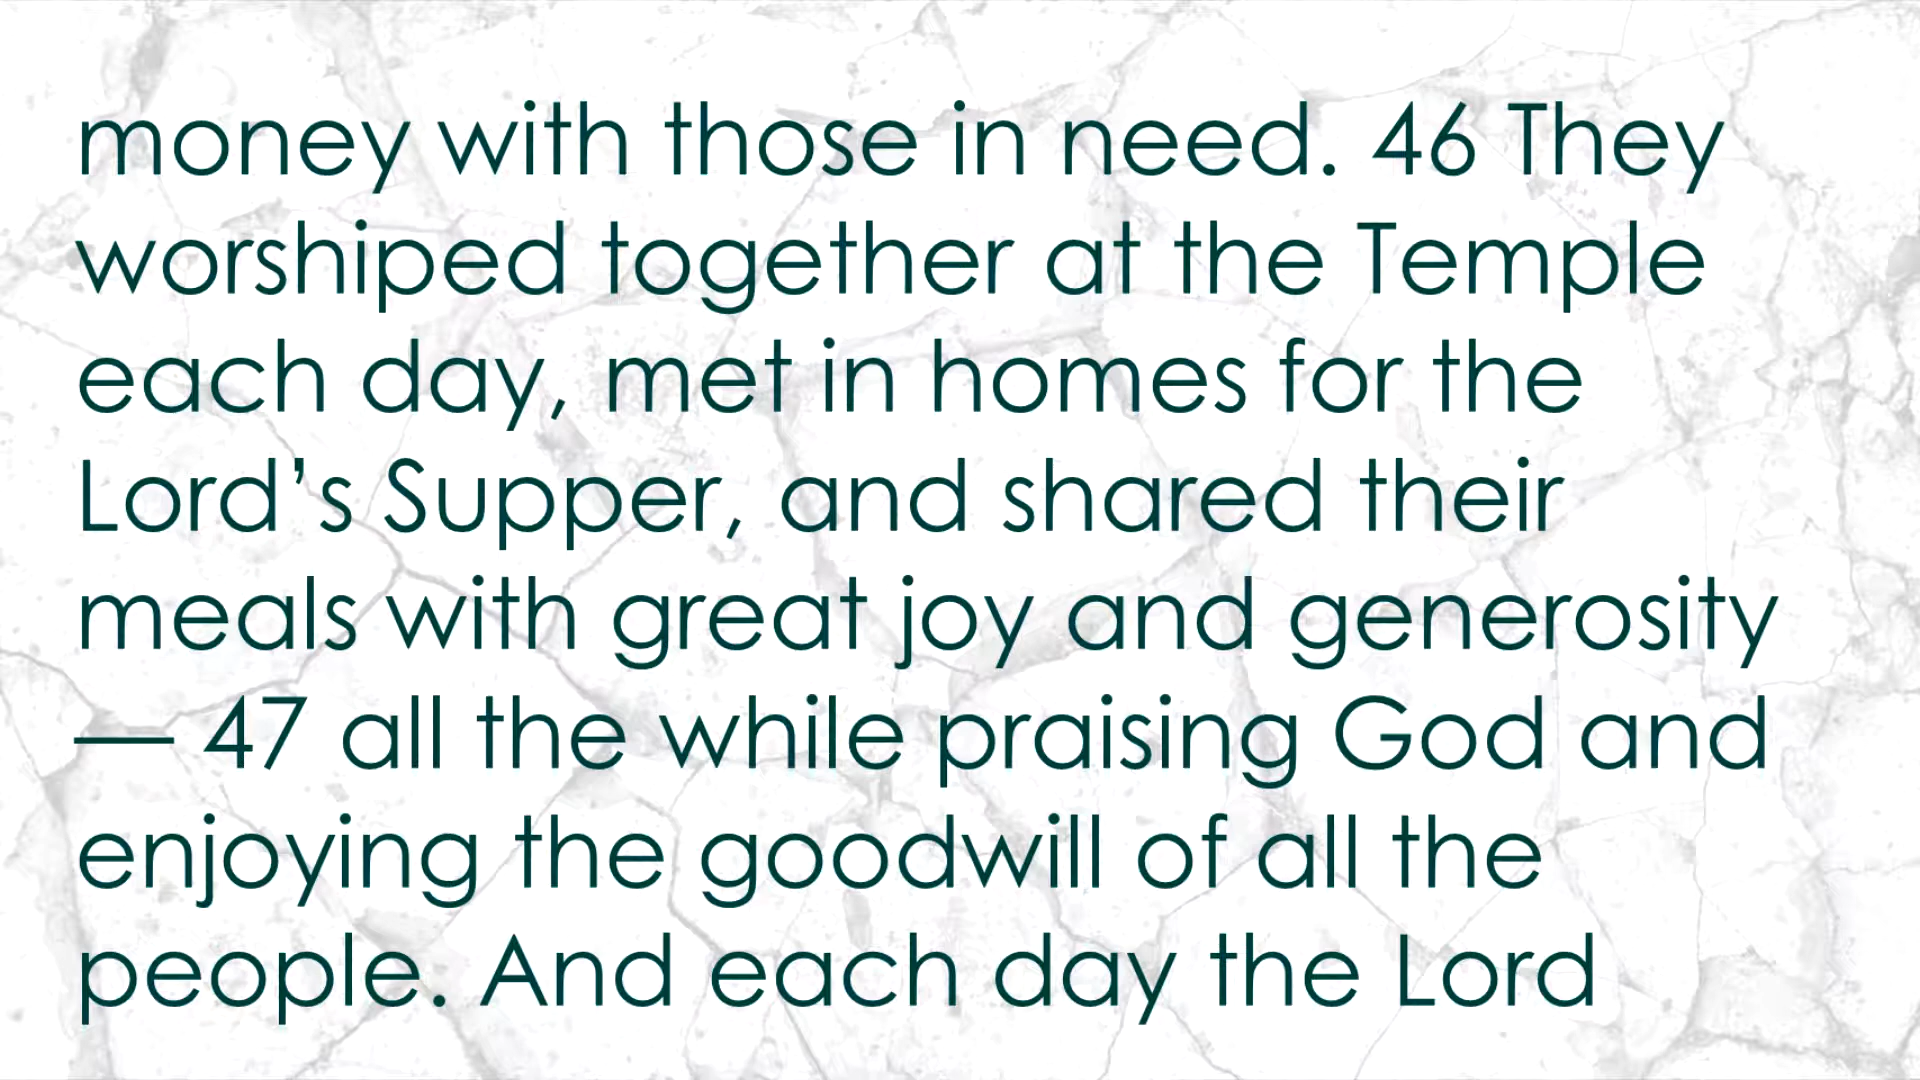 money with those in need. 46 They
worshiped together at the Temple
each day, met in homes for the
Lord’s Supper, and shared their
meals with great joy and generosity
— 47 all the while praising God and
enjoying the goodwill of all the
people. And each day the Lord